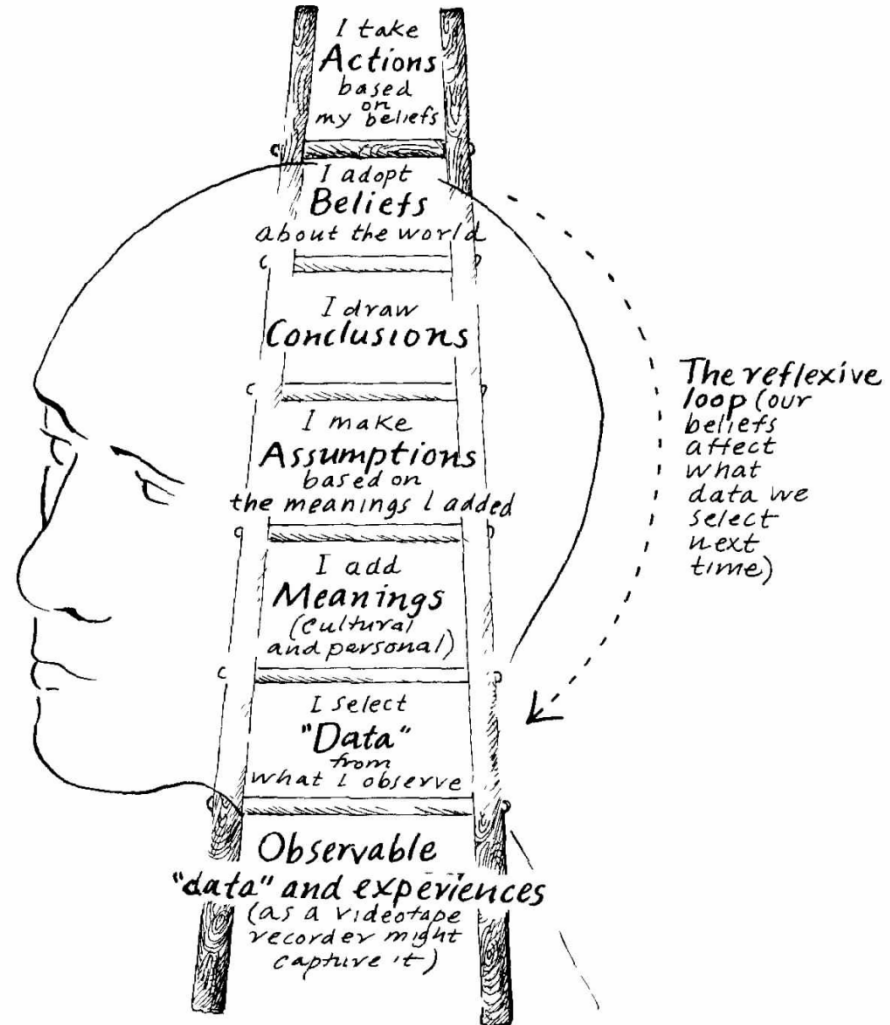 I take
Actions
based
on
my beliefs
I adopt
Beliefs
about the world
I draw
Conclusions
I make
Assumptions
based on
the meanings I added
I add
Meanings
(cultural
and personal)
I select
"Data"
from
what I observe
Observable
"data" and experiences
(as a videotape
recorder might
capture it)
The reflexive
loop (our
beliefs
affect
what
data we
select
next
time)